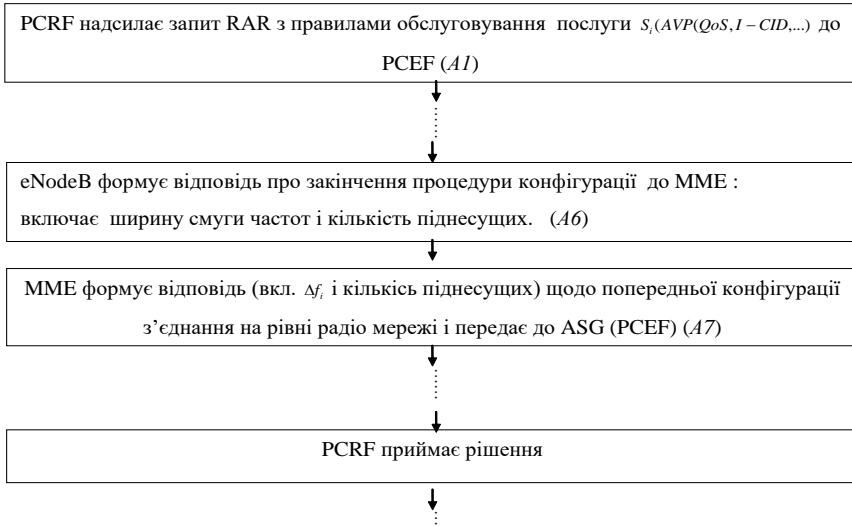 PCRF надсилає запит RAR з правилами обслуговування послуги S_i(AVP(QoS, I – CID,...) до
PCEF (A1)
eNodeB формує відповідь про закінчення процедури конфігурації до MME :
включає ширину смуги частот і кількість піднесущих. (A6)
MME формує відповідь (вкл. Δf_i і кількісь піднесущих) щодо попередньої конфігурації
з’єднання на рівні радіо мережі і передає до ASG (PCEF) (A7)
PCRF приймає рішення